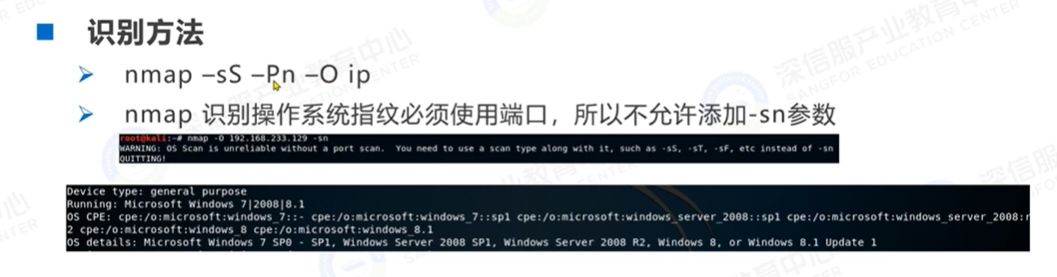 识别方法
nmap –sS –Pn –O ip
nmap 识别操作系统指纹必须使用端口，所以不允许添加-sn参数
root@kali:~# nmap -O 192.168.233.129 -sn
WARNING: OS Scan is unreliable without a port scan.  You need to use a scan type along with it, such as -sS, -sT, -sF, etc instead of -sn
QUITTING!
Device type: general purpose
Running: Microsoft Windows 7|2008|8.1
OS CPE: cpe:/o:microsoft:windows_7::- cpe:/o:microsoft:windows_7::sp1 cpe:/o:microsoft:windows_server_2008::sp1 cpe:/o:microsoft:windows_server_2008:r
2 cpe:/o:microsoft:windows_8 cpe:/o:microsoft:windows_8.1
OS details: Microsoft Windows 7 SP0 - SP1, Windows Server 2008 SP1, Windows Server 2008 R2, Windows 8, or Windows 8.1 Update 1
深信服产业教育中心
SANGFOR EDUCATION CENTER